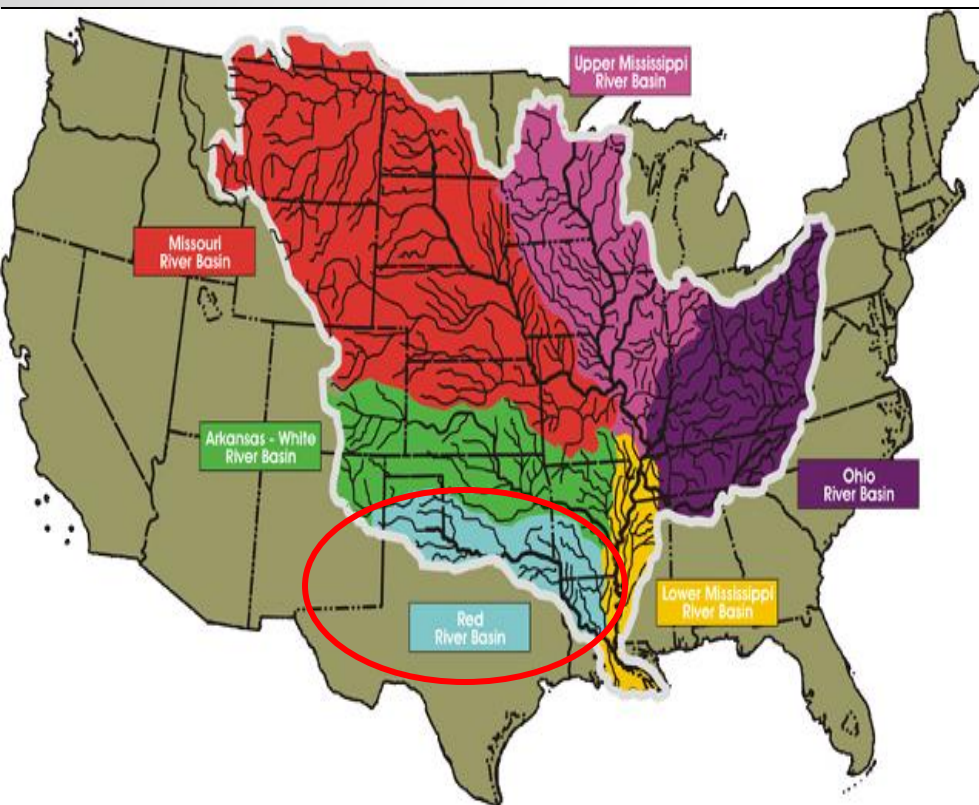 Upper Mississippi
River Basin
Missouri
River Basin
Arkansas - White
River Basin
Ohio
River Basin
Lower Mississippi
River Basin
Red
River Basin